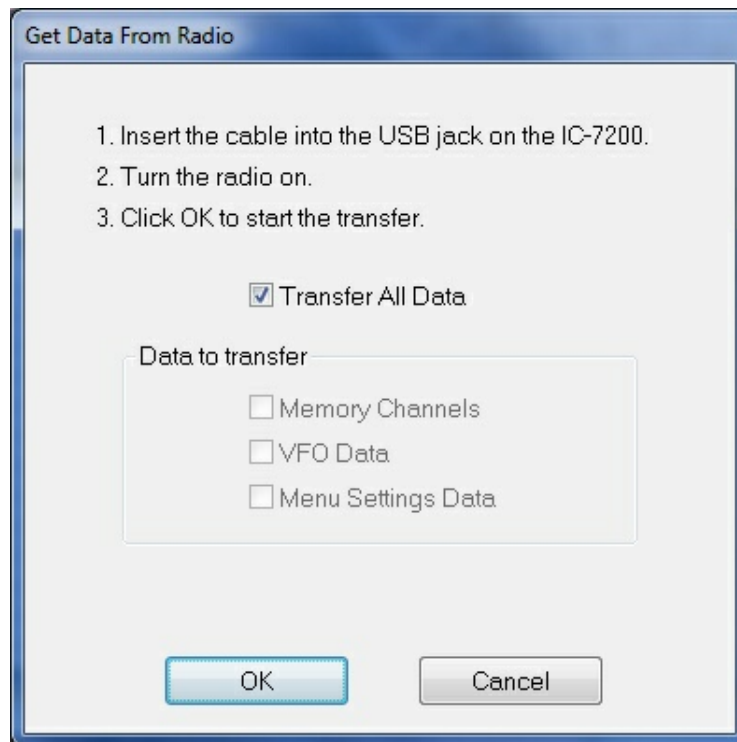 Get Data From Radio
1. Insert the cable into the USB jack on the IC-7200.
2. Turn the radio on.
3. Click OK to start the transfer.
Transfer All Data
Data to transfer
Memory Channels
VFO Data
Menu Settings Data
OK
Cancel